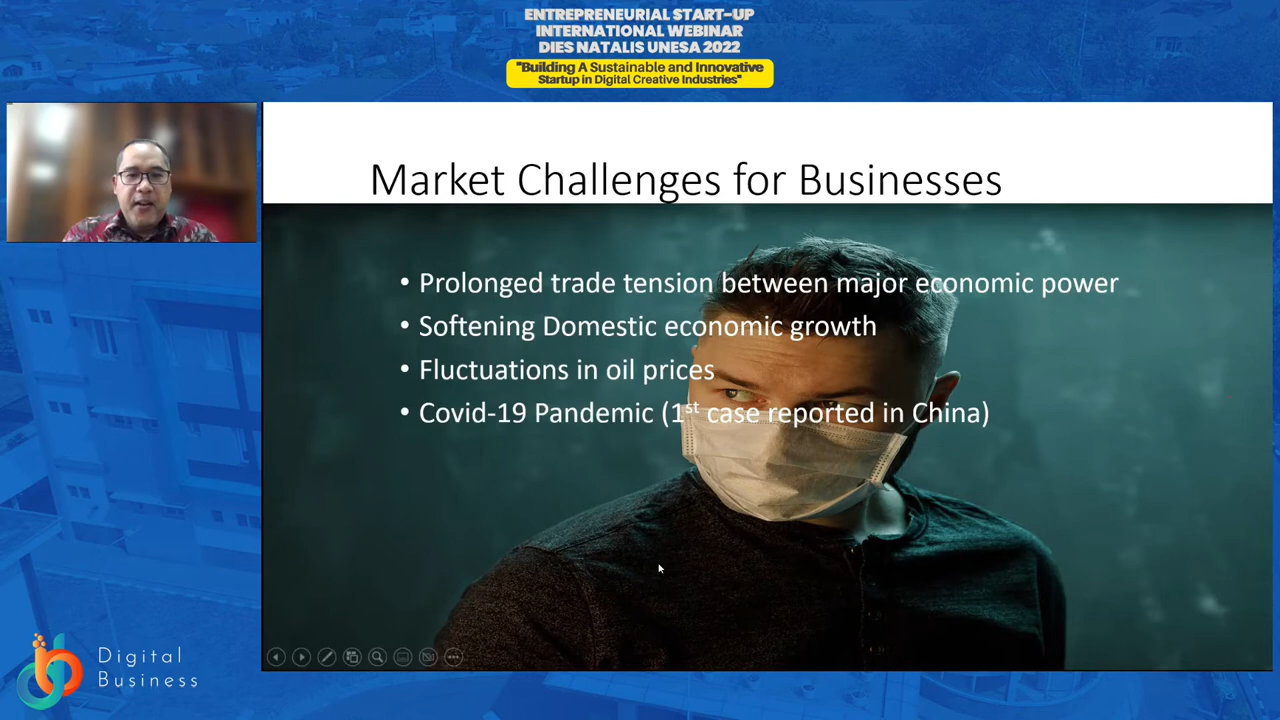 ENTREPRENEURIAL START-UP
INTERNATIONAL WEBINAR
DIES NATALIS UNESA 2022
"Building A Sustainable and Innovative
Startup in Digital Creative Industries"
Market Challenges for Businesses
• Prolonged trade tension between major economic power
• Softening Domestic economic growth
• Fluctuations in oil prices
• Covid-19 Pandemic (1st case reported in China)
Digital
Business